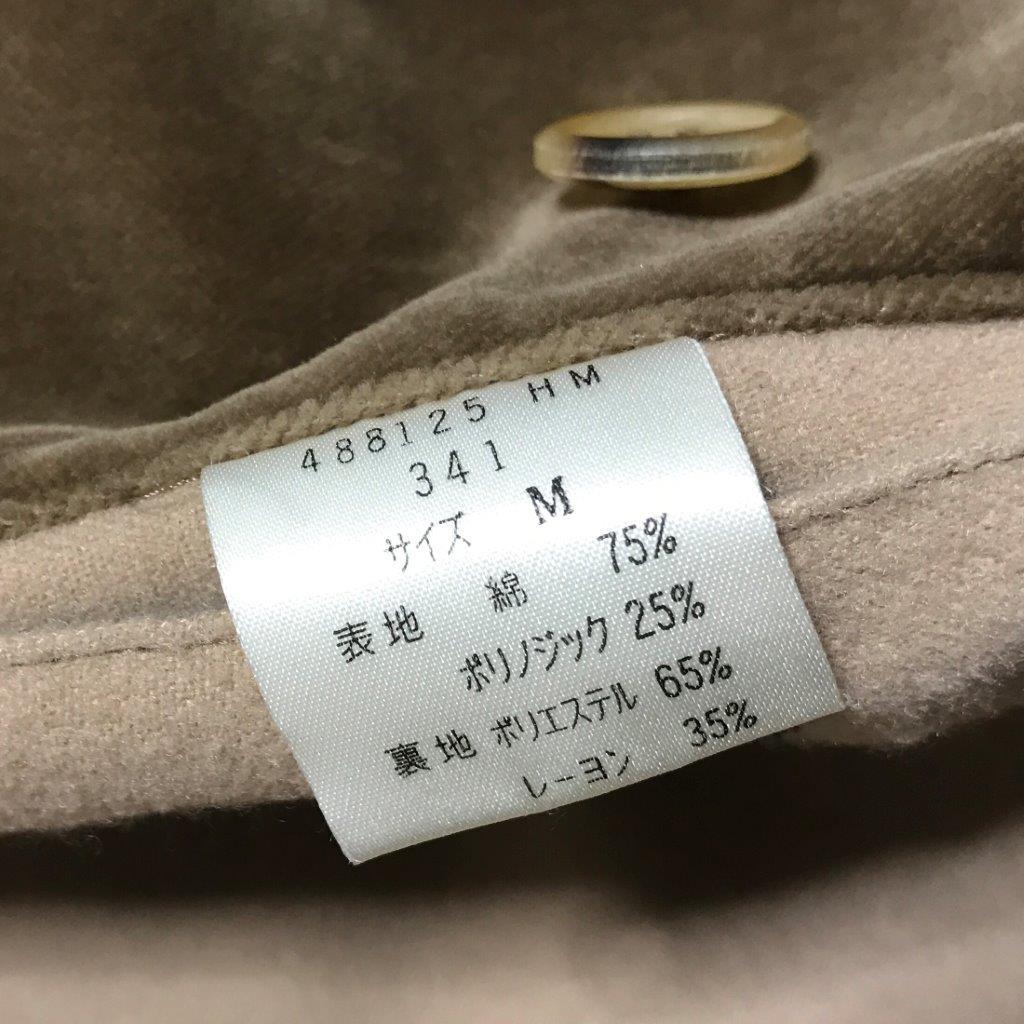 488125 HM
341
サイズ M
表地 綿 75%
ポリノジック 25%
裏地 ポリエステル 65%
レーヨン 35%